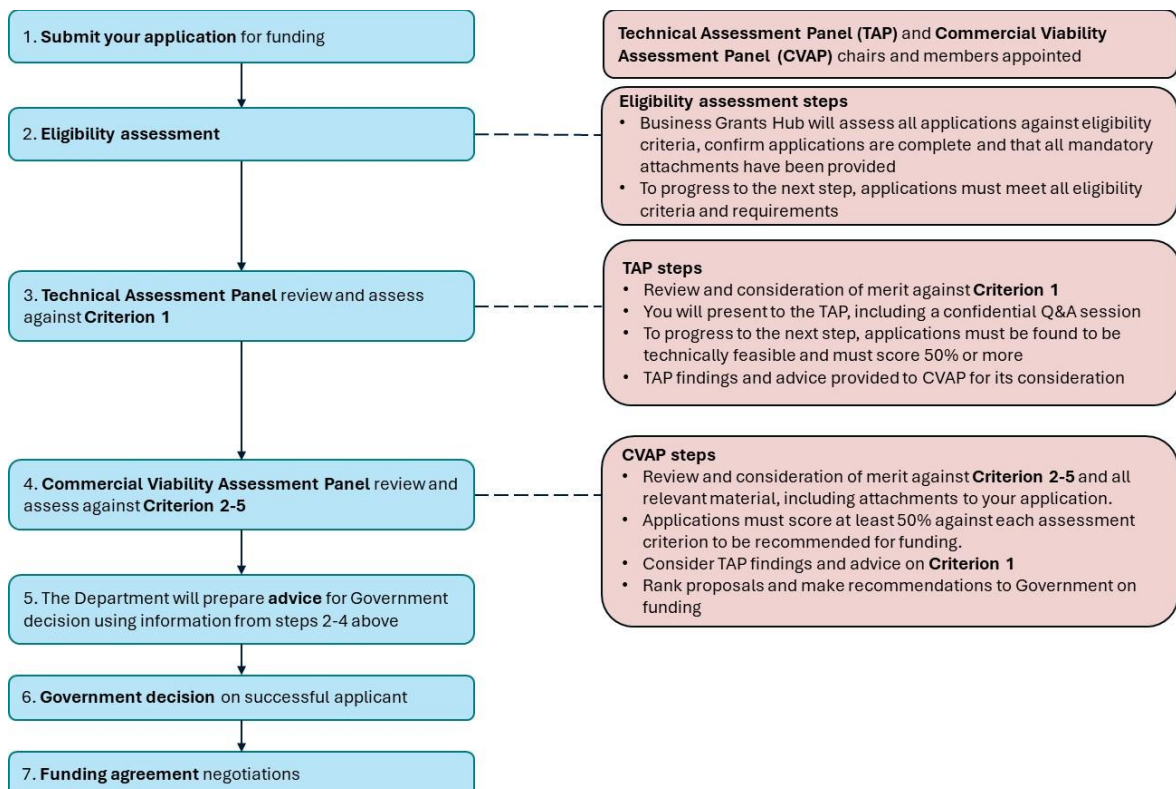 1. Submit your application for funding
Technical Assessment Panel (TAP) and Commercial Viability
Assessment Panel (CVAP) chairs and members appointed
2. Eligibility assessment
Eligibility assessment steps
• Business Grants Hub will assess all applications against eligibility
criteria, confirm applications are complete and that all mandatory
attachments have been provided
• To progress to the next step, applications must meet all eligibility
criteria and requirements
3. Technical Assessment Panel review and assess
against Criterion 1
TAP steps
• Review and consideration of merit against Criterion 1
• You will present to the TAP, including a confidential Q&A session
• To progress to the next step, applications must be found to be
technically feasible and must score 50% or more
• TAP findings and advice provided to CVAP for its consideration
4. Commercial Viability Assessment Panel review and
assess against Criterion 2-5
CVAP steps
• Review and consideration of merit against Criterion 2-5 and all
relevant material, including attachments to your application.
• Applications must score at least 50% against each assessment
criterion to be recommended for funding.
• Consider TAP findings and advice on Criterion 1
• Rank proposals and make recommendations to Government on
funding
5. The Department will prepare advice for Government
decision using information from steps 2-4 above
6. Government decision on successful applicant
7. Funding agreement negotiations